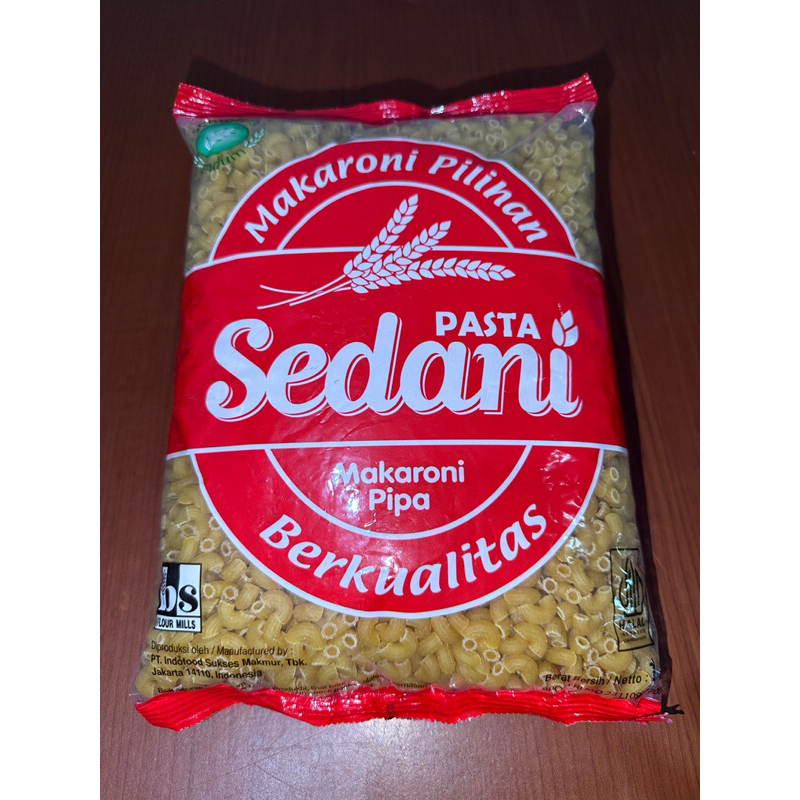 Makaroni Pilihan
PASTA
Sedani
Makaroni
Pipa
Berkualitas
bs
FLOUR MILLS
Diproduksi oleh / Manufactured by :
PT. Indofood Sukses Makmur, Tbk.
Jakarta 14110, Indonesia
HALAL
Berat Bersih / Netto :